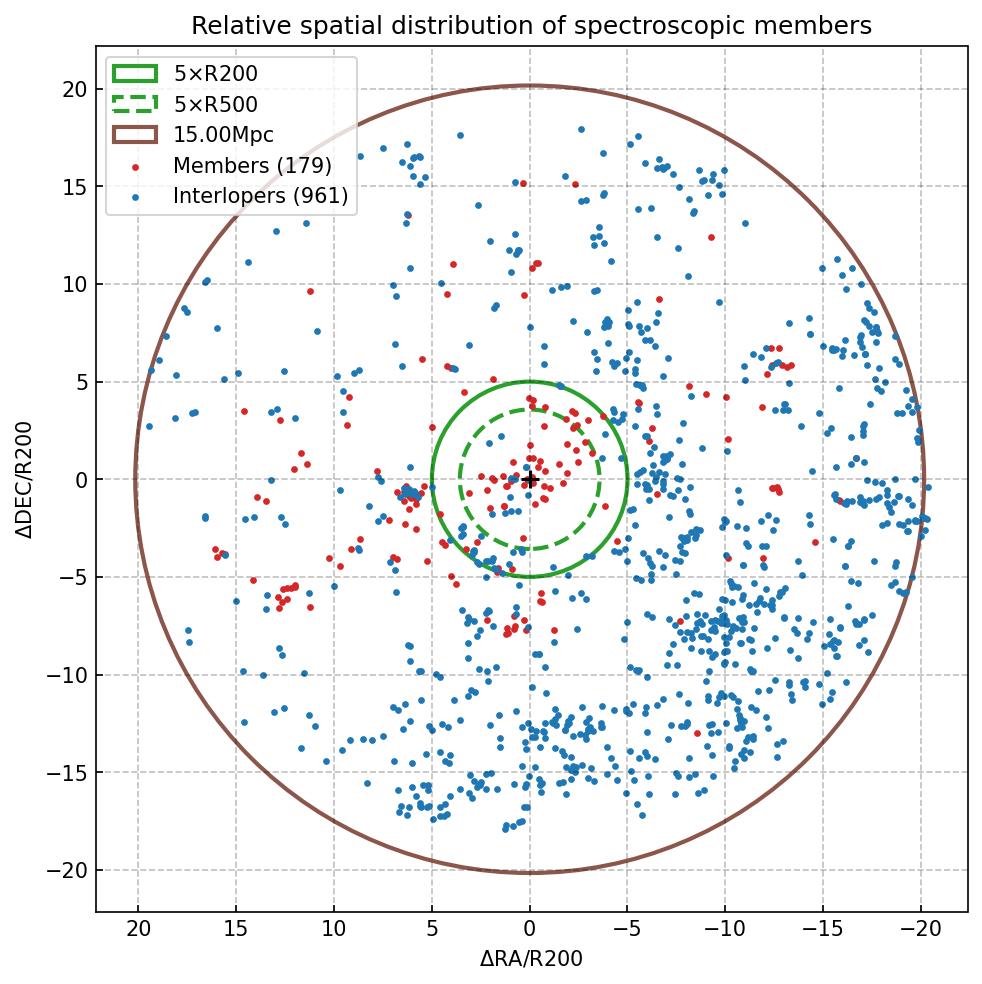 Relative spatial distribution of spectroscopic members
5×R200
5×R500
15.00Mpc
Members (179)
Interlopers (961)
20
15
10
5
0
−5
−10
−15
−20
ΔDEC/R200
20 15 10 5 0 −5 −10 −15 −20
ΔRA/R200